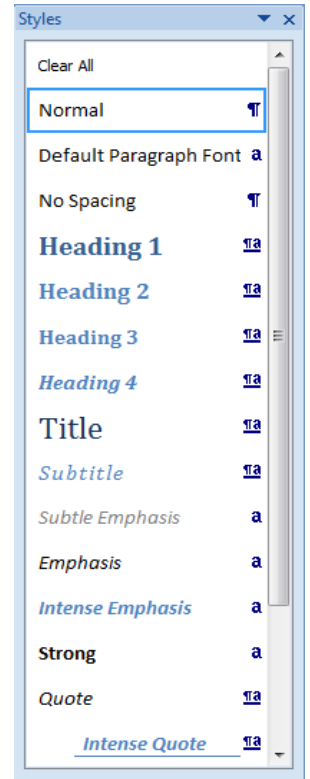 Styles
Clear All
Normal ¶
Default Paragraph Font a
No Spacing ¶
Heading 1 ¶a
Heading 2 ¶a
Heading 3 ¶a
Heading 4 ¶a
Title ¶a
Subtitle ¶a
Subtle Emphasis a
Emphasis a
Intense Emphasis a
Strong a
Quote ¶a
Intense Quote ¶a